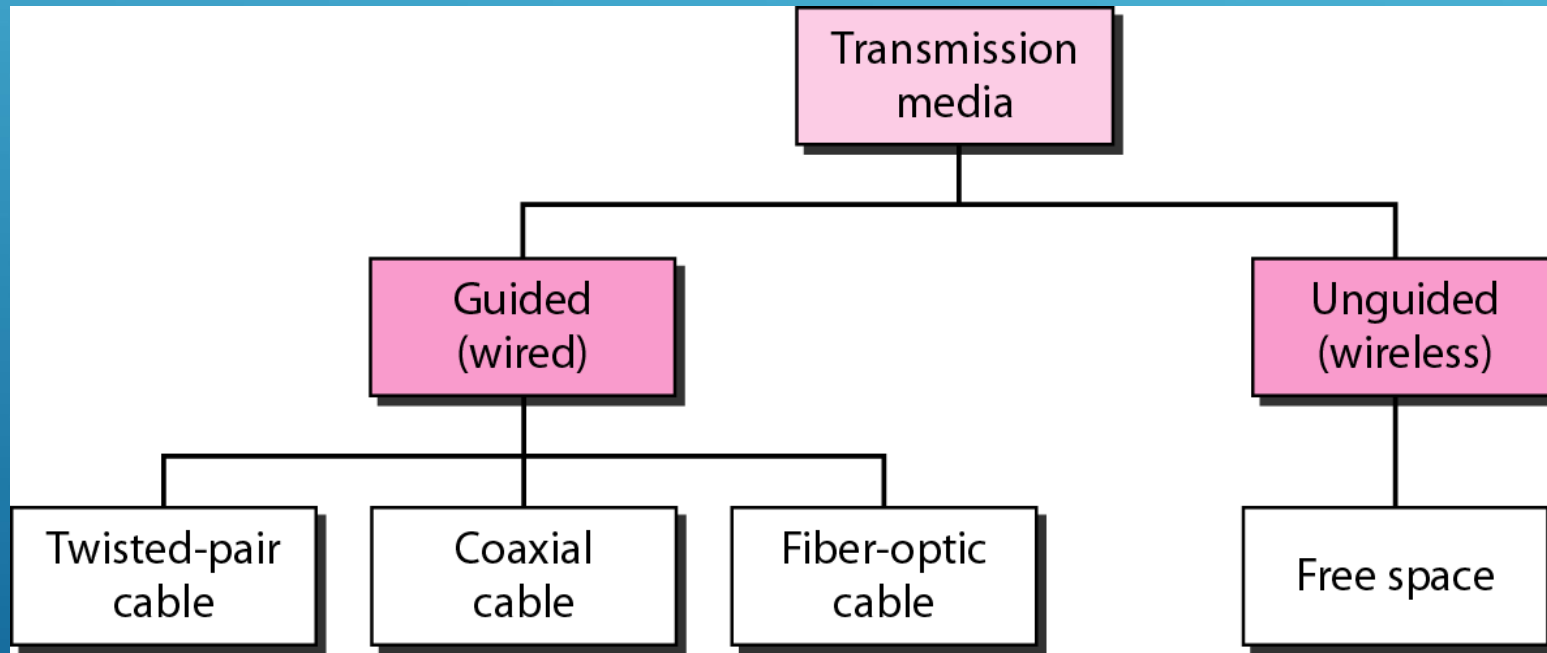 Transmission
media
Guided
(wired)
Unguided
(wireless)
Twisted-pair
cable
Coaxial
cable
Fiber-optic
cable
Free space